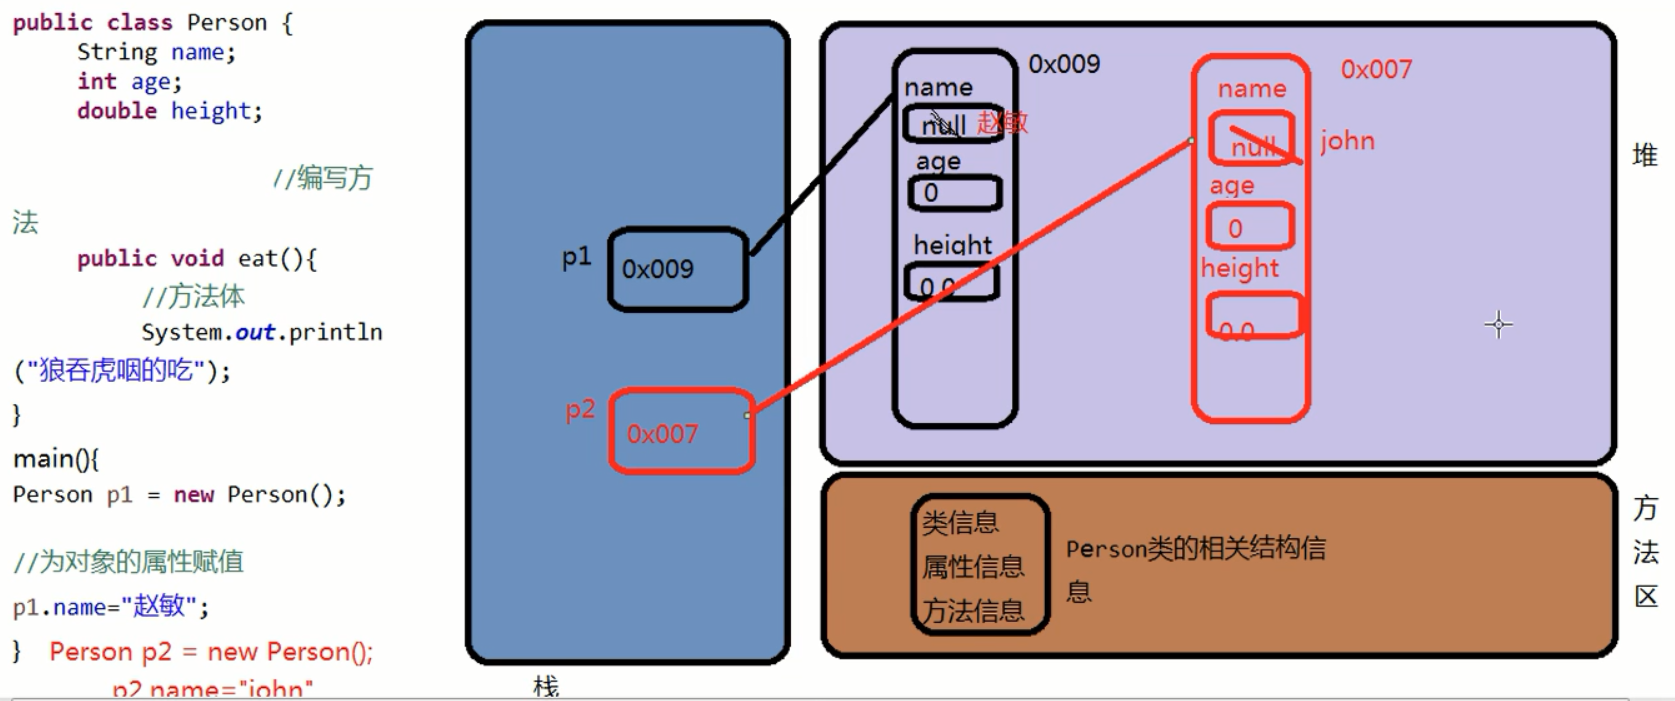 public class Person {
String name;
int age;
double height;
//编写方
法
public void eat(){
//方法体
System.out.println
("狼吞虎咽的吃");
}
main(){
Person p1 = new Person();
//为对象的属性赋值
p1.name="赵敏";
} Person p2 = new Person();
p2.name="john"
p1
0x009
p2
0x007
栈
0x009
name
null 赵敏
age
0
height
0.0
0x007
name
null john
age
0
height
0.0
堆
类信息
属性信息
方法信息
Person类的相关结构信
息
方
法
区